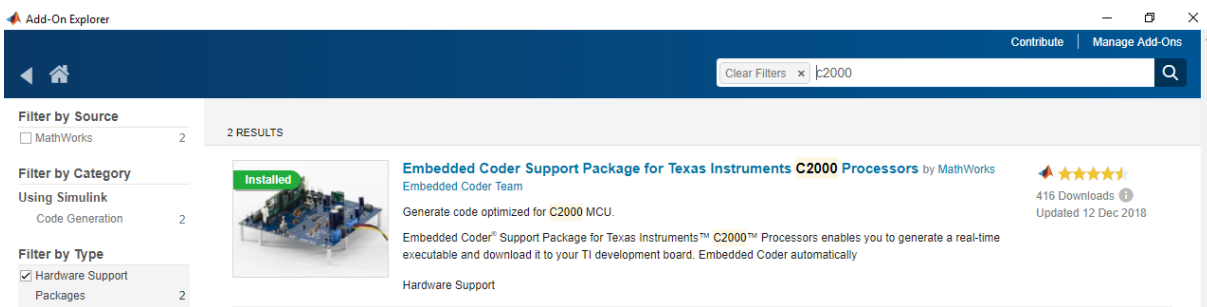 Add-On Explorer
Contribute | Manage Add-Ons
Clear Filters × c2000
Filter by Source
MathWorks 2
Filter by Category
Using Simulink
Code Generation 2
Filter by Type
Hardware Support
Packages 2
2 RESULTS
Installed
Embedded Coder Support Package for Texas Instruments C2000 Processors by MathWorks
Embedded Coder Team
Generate code optimized for C2000 MCU.
Embedded Coder® Support Package for Texas Instruments™ C2000™ Processors enables you to generate a real-time
executable and download it to your TI development board. Embedded Coder automatically
Hardware Support
416 Downloads
Updated 12 Dec 2018